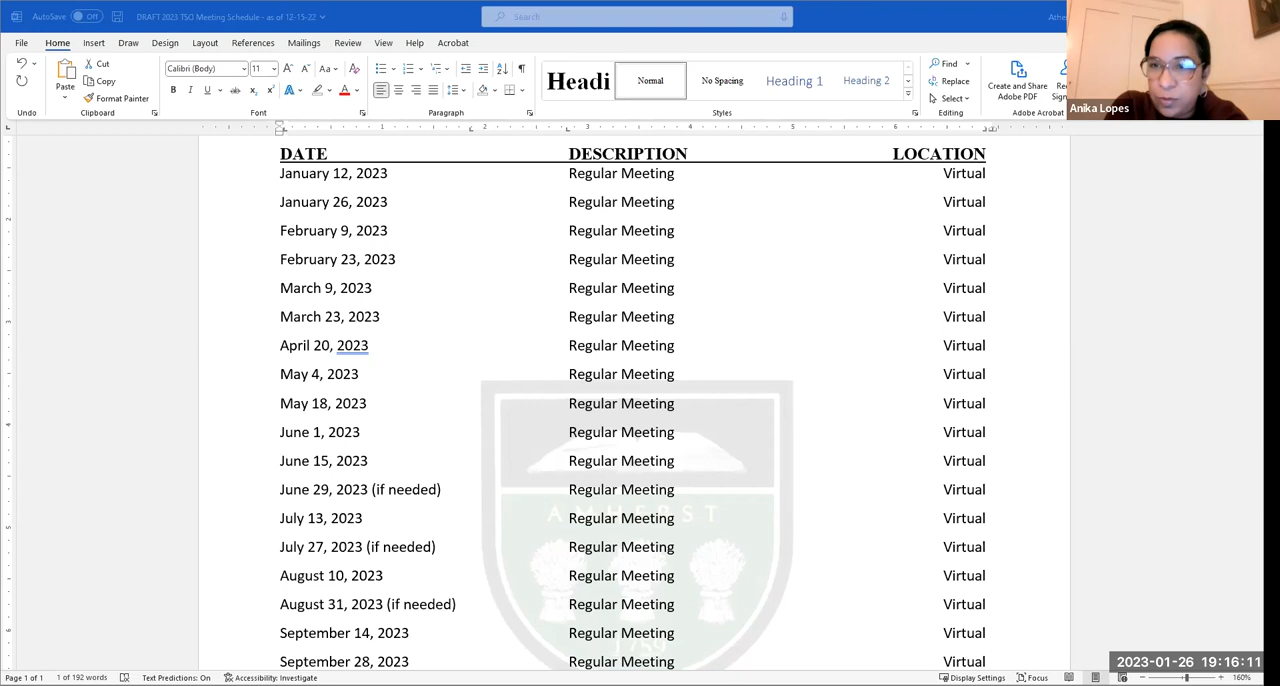 AutoSave Off DRAFT 2023 TSO Meeting Schedule - as of 12-15-22 Search Athe
File Home Insert Draw Design Layout References Mailings Review View Help Acrobat
Paste Cut Copy Format Painter
Calibri (Body) 11
Headi Normal No Spacing Heading 1 Heading 2
Find Replace Select
Create and Share Adobe PDF
Undo Clipboard Font Paragraph Styles Editing Adobe Acrobat
Anika Lopes
DATE DESCRIPTION LOCATION
January 12, 2023 Regular Meeting Virtual
January 26, 2023 Regular Meeting Virtual
February 9, 2023 Regular Meeting Virtual
February 23, 2023 Regular Meeting Virtual
March 9, 2023 Regular Meeting Virtual
March 23, 2023 Regular Meeting Virtual
April 20, 2023 Regular Meeting Virtual
May 4, 2023 Regular Meeting Virtual
May 18, 2023 Regular Meeting Virtual
June 1, 2023 Regular Meeting Virtual
June 15, 2023 Regular Meeting Virtual
June 29, 2023 (if needed) Regular Meeting Virtual
AMHERST
July 13, 2023 Regular Meeting Virtual
July 27, 2023 (if needed) Regular Meeting Virtual
August 10, 2023 Regular Meeting Virtual
August 31, 2023 (if needed) Regular Meeting Virtual
September 14, 2023 Regular Meeting Virtual
1759
September 28, 2023 Regular Meeting Virtual
2023-01-26 19:16:11
Page 1 of 1 1 of 192 words Text Predictions: On Accessibility: Investigate Display Settings Focus 160%